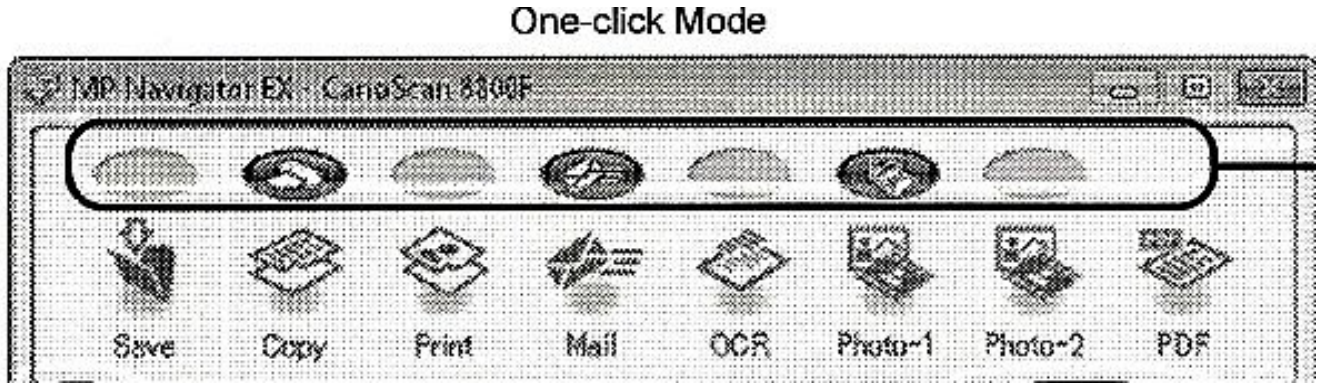 One-click Mode
MP Navigator EX - CanoScan 8800F
Save Copy Print Mail OCR Photo~1 Photo~2 PDF